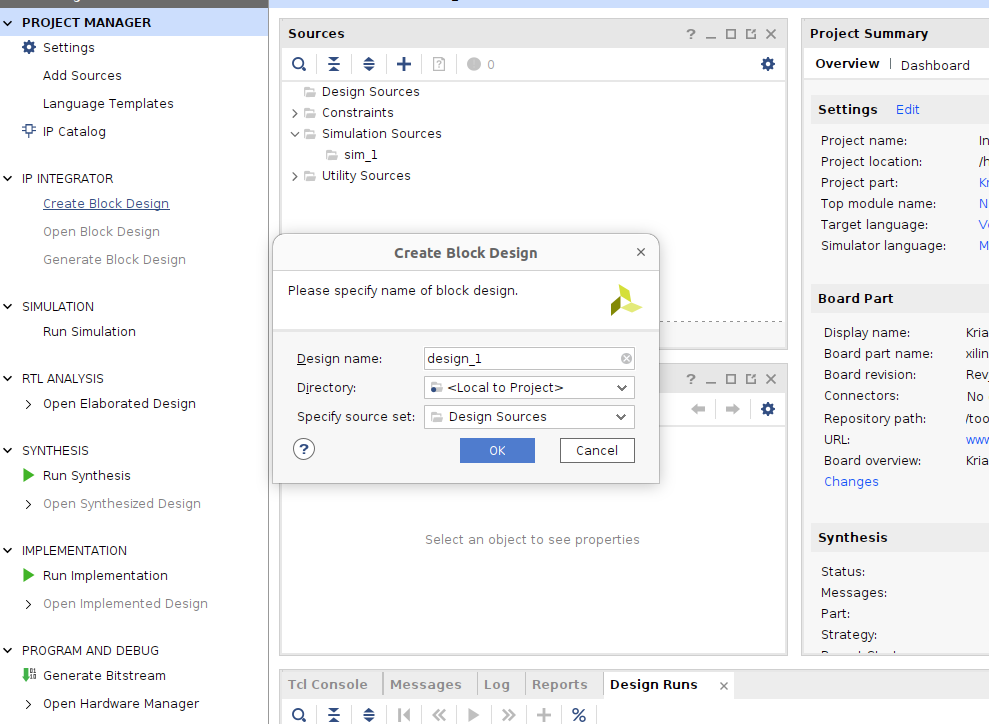 PROJECT MANAGER
Settings
Add Sources
Language Templates
IP Catalog
IP INTEGRATOR
Create Block Design
Open Block Design
Generate Block Design
SIMULATION
Run Simulation
RTL ANALYSIS
Open Elaborated Design
SYNTHESIS
Run Synthesis
Open Synthesized Design
IMPLEMENTATION
Run Implementation
Open Implemented Design
PROGRAM AND DEBUG
Generate Bitstream
Open Hardware Manager
Sources
0
Design Sources
Constraints
Simulation Sources
sim_1
Utility Sources
Create Block Design
Please specify name of block design.
Design name: design_1
Directory: <Local to Project>
Specify source set: Design Sources
? OK Cancel
Select an object to see properties
Tcl Console Messages Log Reports Design Runs
Project Summary
Overview | Dashboard
Settings Edit
Project name: In
Project location: /h
Project part: Kr
Top module name: N
Target language: Ve
Simulator language: M
Board Part
Display name: Kria
Board part name: xilin
Board revision: Rev
Connectors: No
Repository path: /too
URL: www
Board overview: Kria
Changes
Synthesis
Status:
Messages:
Part:
Strategy: